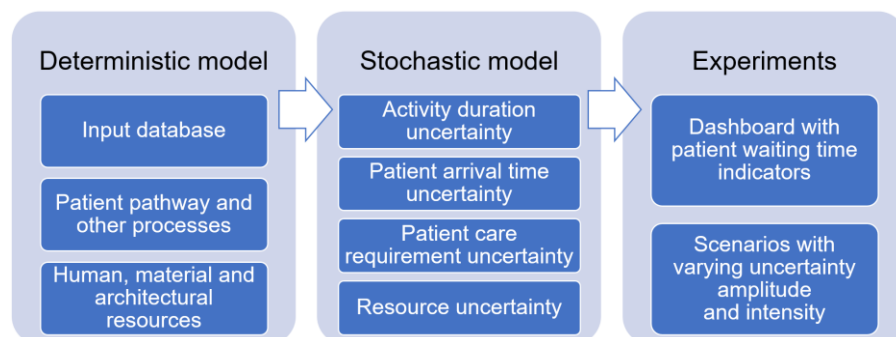 Deterministic model
Input database
Patient pathway and
other processes
Human, material and
architectural
resources
Stochastic model
Activity duration
uncertainty
Patient arrival time
uncertainty
Patient care
requirement uncertainty
Resource uncertainty
Experiments
Dashboard with
patient waiting time
indicators
Scenarios with
varying uncertainty
amplitude
and intensity